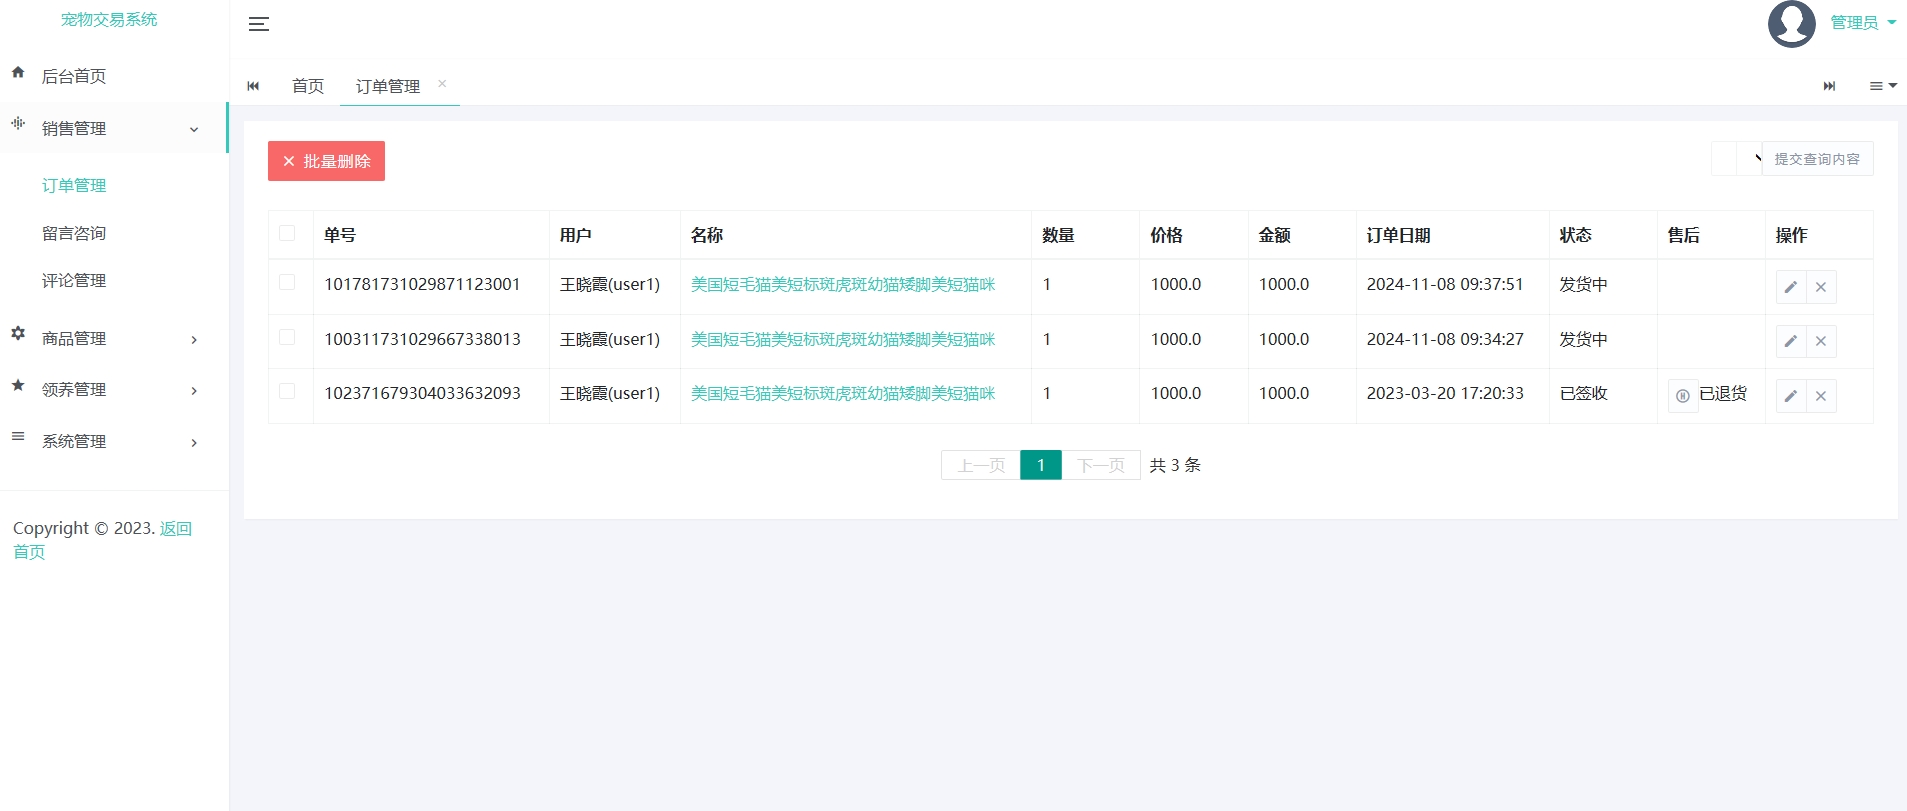 宠物交易系统
管理员
后台首页
首页 订单管理
销售管理
订单管理
留言咨询
评论管理
商品管理
领养管理
系统管理
Copyright © 2023. 返回
首页
批量删除
提交查询内容
单号 用户 名称 数量 价格 金额 订单日期 状态 售后 操作
101781731029871123001 王晓霞(user1) 美国短毛猫美短标斑虎斑幼猫矮脚美短猫咪 1 1000.0 1000.0 2024-11-08 09:37:51 发货中
100311731029667338013 王晓霞(user1) 美国短毛猫美短标斑虎斑幼猫矮脚美短猫咪 1 1000.0 1000.0 2024-11-08 09:34:27 发货中
102371679304033632093 王晓霞(user1) 美国短毛猫美短标斑虎斑幼猫矮脚美短猫咪 1 1000.0 1000.0 2023-03-20 17:20:33 已签收 已退货
上一页 1 下一页 共 3 条